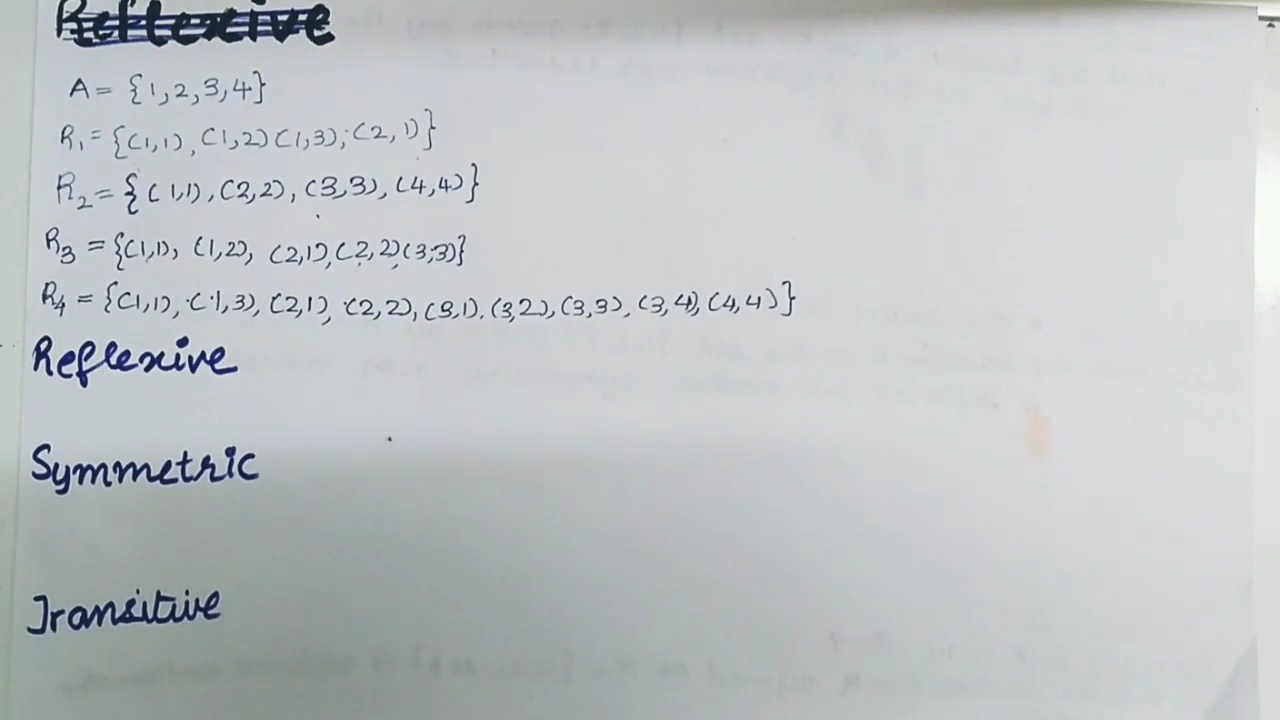 Reflexive
A = {1,2,3,4}
R₁ = {(1,1), (1,2) (1,3); (2,1)}
R₂ = {(1,1), (2,2), (3,3), (4,4)}
R₃ = {(1,1), (1,2), (2,1), (2,2), (3,3)}
R₄ = {(1,1), (1,3), (2,1), (2,2), (3,1), (3,2), (3,3), (3,4), (4,4)}
Reflexive
Symmetric
Transitive